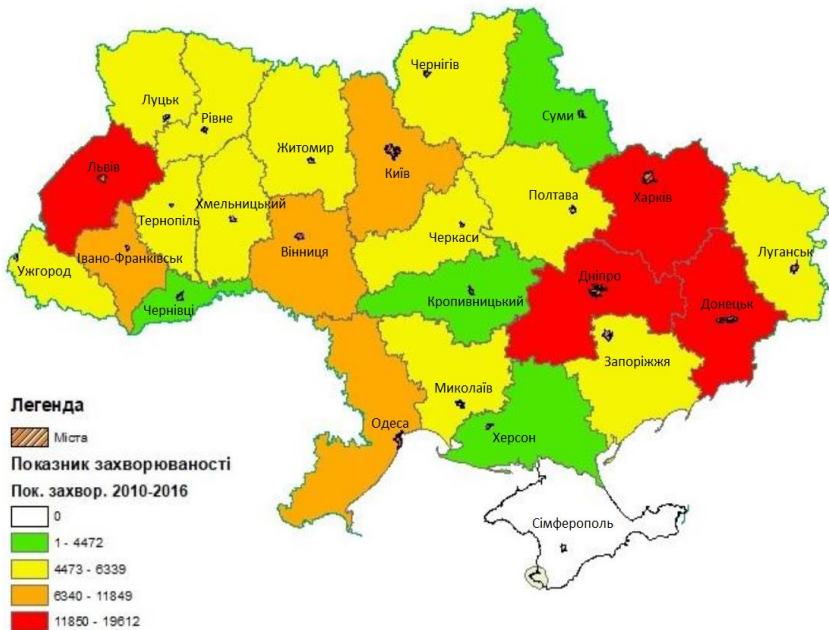 Чернігів
Луцьк
Рівне
Суми
Житомир
Київ
Львів
Харків
Хмельницький
Полтава
Тернопіль
Черкаси
Вінниця
Івано-Франківськ
Луганськ
Ужгород
Дніпро
Чернівці
Кропивницький
Донецьк
Запоріжжя
Миколаїв
Одеса
Херсон
Сімферополь
Легенда
Міста
Показник захворюваності
Пок. захвор. 2010-2016
0
1 - 4472
4473 - 6339
6340 - 11849
11850 - 19612